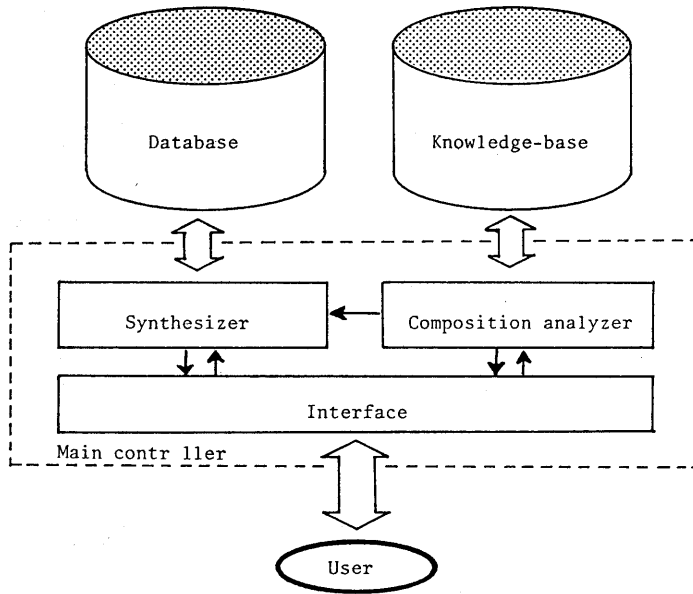 Database
Knowledge-base
Synthesizer
Composition analyzer
Interface
Main contr ller
User